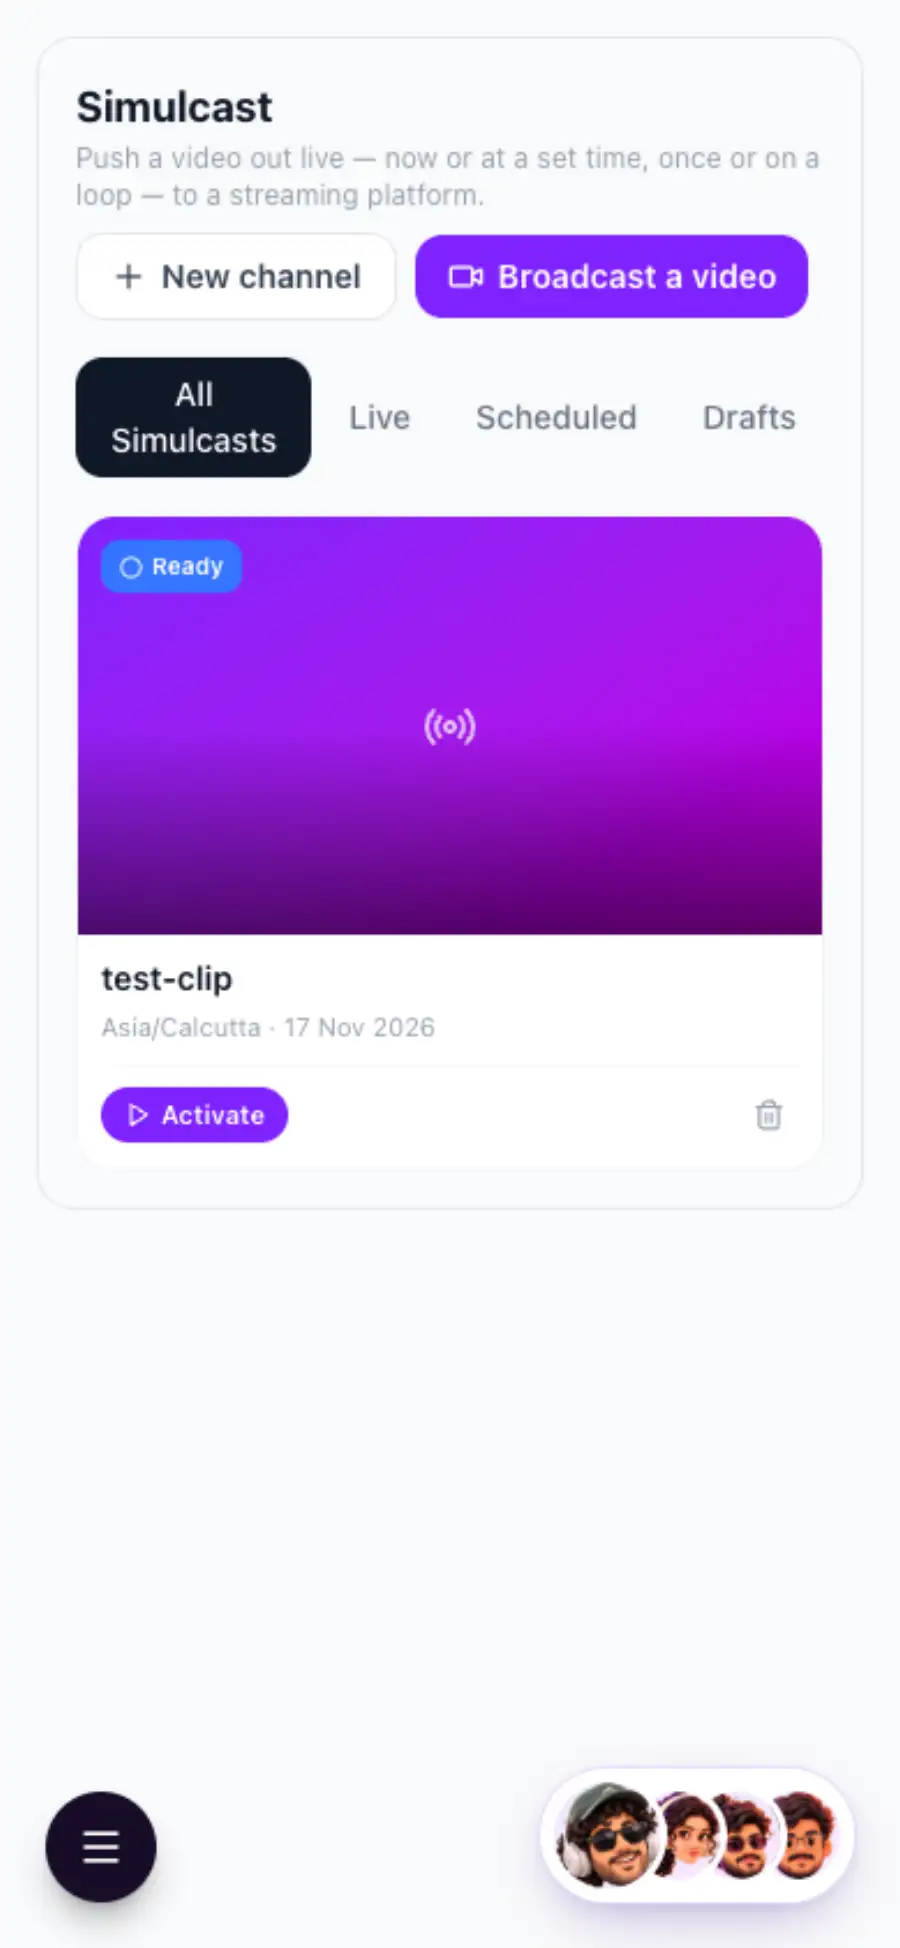 Simulcast
Push a video out live — now or at a set time, once or on a
loop — to a streaming platform.
New channel
Broadcast a video
All
Simulcasts
Live
Scheduled
Drafts
Ready
test-clip
Asia/Calcutta · 17 Nov 2026
Activate